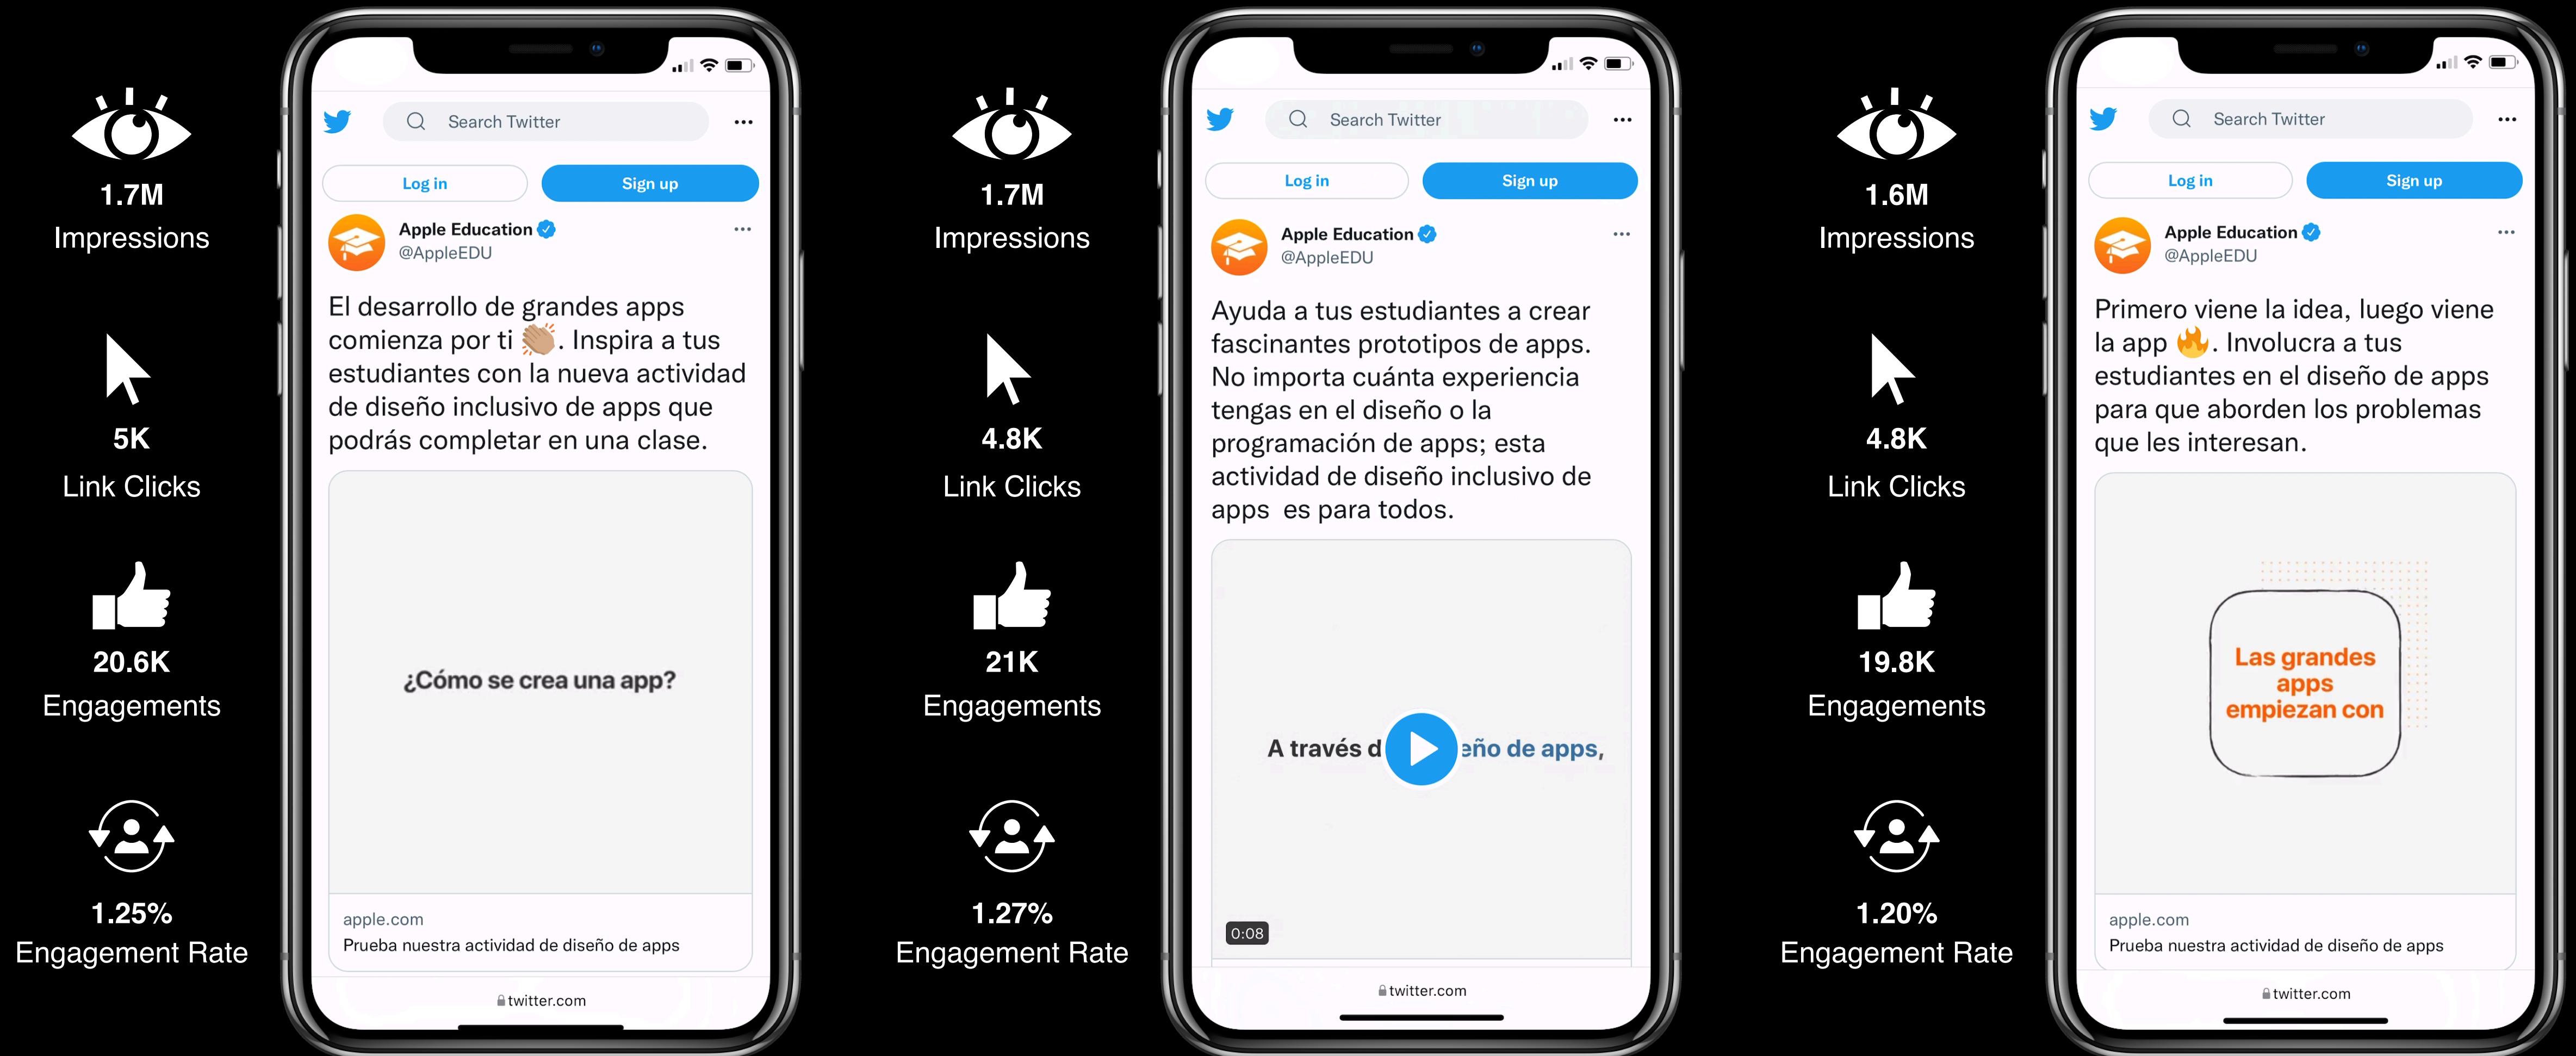 1.7M
Impressions
5K
Link Clicks
20.6K
Engagements
1.25%
Engagement Rate
Search Twitter
Log in
Sign up
Apple Education
@AppleEDU
El desarrollo de grandes apps
comienza por ti 👏🏽. Inspira a tus
estudiantes con la nueva actividad
de diseño inclusivo de apps que
podrás completar en una clase.
¿Cómo se crea una app?
apple.com
Prueba nuestra actividad de diseño de apps
twitter.com
1.7M
Impressions
4.8K
Link Clicks
21K
Engagements
1.27%
Engagement Rate
Search Twitter
Log in
Sign up
Apple Education
@AppleEDU
Ayuda a tus estudiantes a crear
fascinantes prototipos de apps.
No importa cuánta experiencia
tengas en el diseño o la
programación de apps; esta
actividad de diseño inclusivo de
apps  es para todos.
A través d eño de apps,
0:08
twitter.com
1.6M
Impressions
4.8K
Link Clicks
19.8K
Engagements
1.20%
Engagement Rate
Search Twitter
Log in
Sign up
Apple Education
@AppleEDU
Primero viene la idea, luego viene
la app 🔥. Involucra a tus
estudiantes en el diseño de apps
para que aborden los problemas
que les interesan.
Las grandes
apps
empiezan con
apple.com
Prueba nuestra actividad de diseño de apps
twitter.com